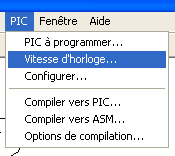 PIC Fenêtre Aide
PIC à programmer...
Vitesse d'horloge...
Configurer...
Compiler vers PIC...
Compiler vers ASM...
Options de compilation...